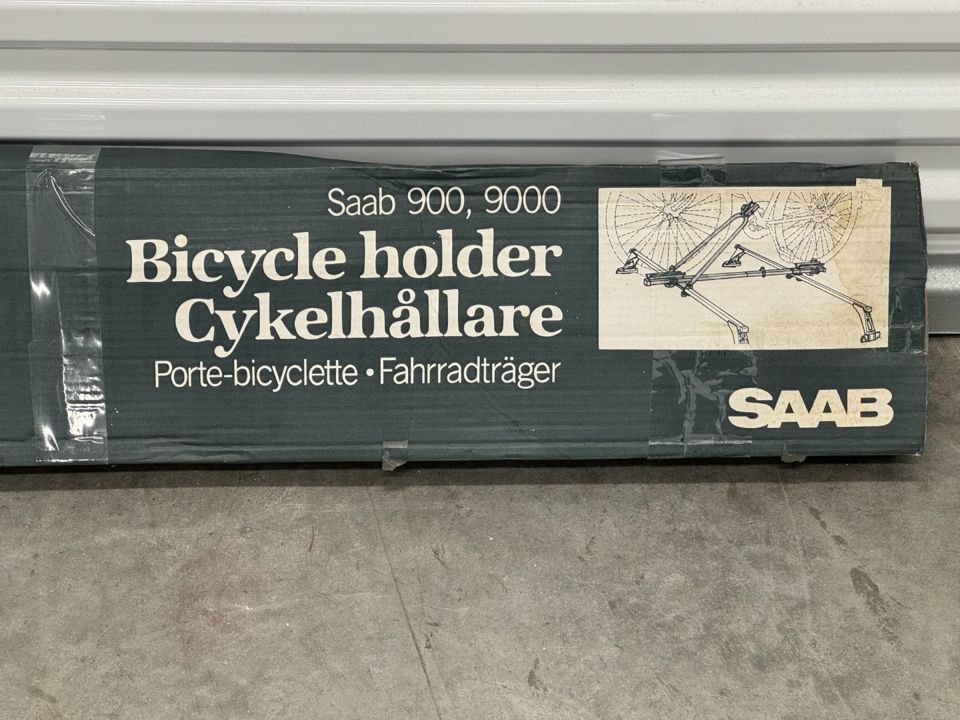 Saab 900, 9000
Bicycle holder
Cykelhållare
Porte-bicyclette • Fahrradträger
SAAB